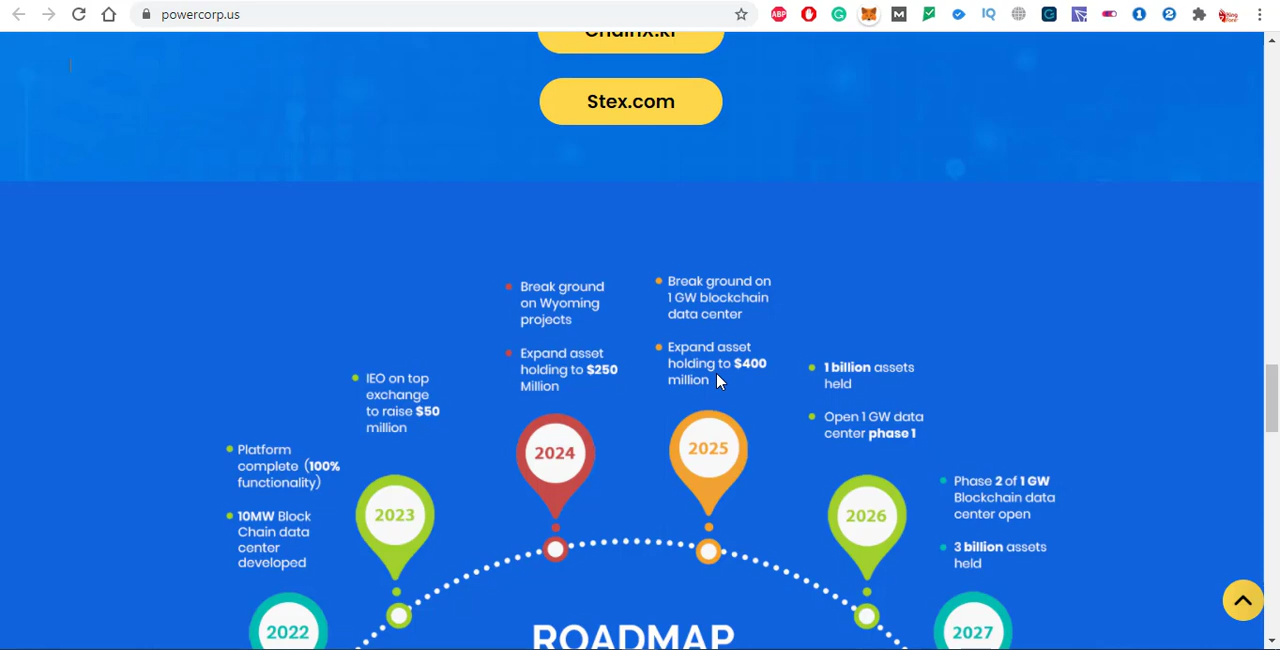 powercorp.us
ABP
G
M
IQ
1
2
Stex.com
Break ground
on Wyoming
projects
Expand asset
holding to $250
Million
Break ground on
1 GW blockchain
data center
Expand asset
holding to $400
million
IEO on top
exchange
to raise $50
million
1 billion assets
held
Open 1 GW data
center phase 1
Platform
complete (100%
functionality)
10MW Block
Chain data
center
developed
Phase 2 of 1 GW
Blockchain data
center open
3 billion assets
held
2022
2023
2024
2025
2026
2027
ROADMAP